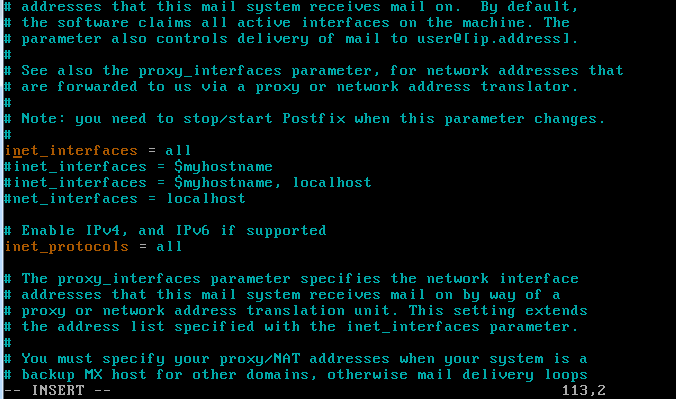 # addresses that this mail system receives mail on.  By default,
# the software claims all active interfaces on the machine. The
# parameter also controls delivery of mail to user@[ip.address].
#
# See also the proxy_interfaces parameter, for network addresses that
# are forwarded to us via a proxy or network address translator.
#
# Note: you need to stop/start Postfix when this parameter changes.
#
inet_interfaces = all
#inet_interfaces = $myhostname
#inet_interfaces = $myhostname, localhost
#net_interfaces = localhost

# Enable IPv4, and IPv6 if supported
inet_protocols = all

# The proxy_interfaces parameter specifies the network interface
# addresses that this mail system receives mail on by way of a
# proxy or network address translation unit. This setting extends
# the address list specified with the inet_interfaces parameter.
#
# You must specify your proxy/NAT addresses when your system is a
# backup MX host for other domains, otherwise mail delivery loops
-- INSERT -- 113,2